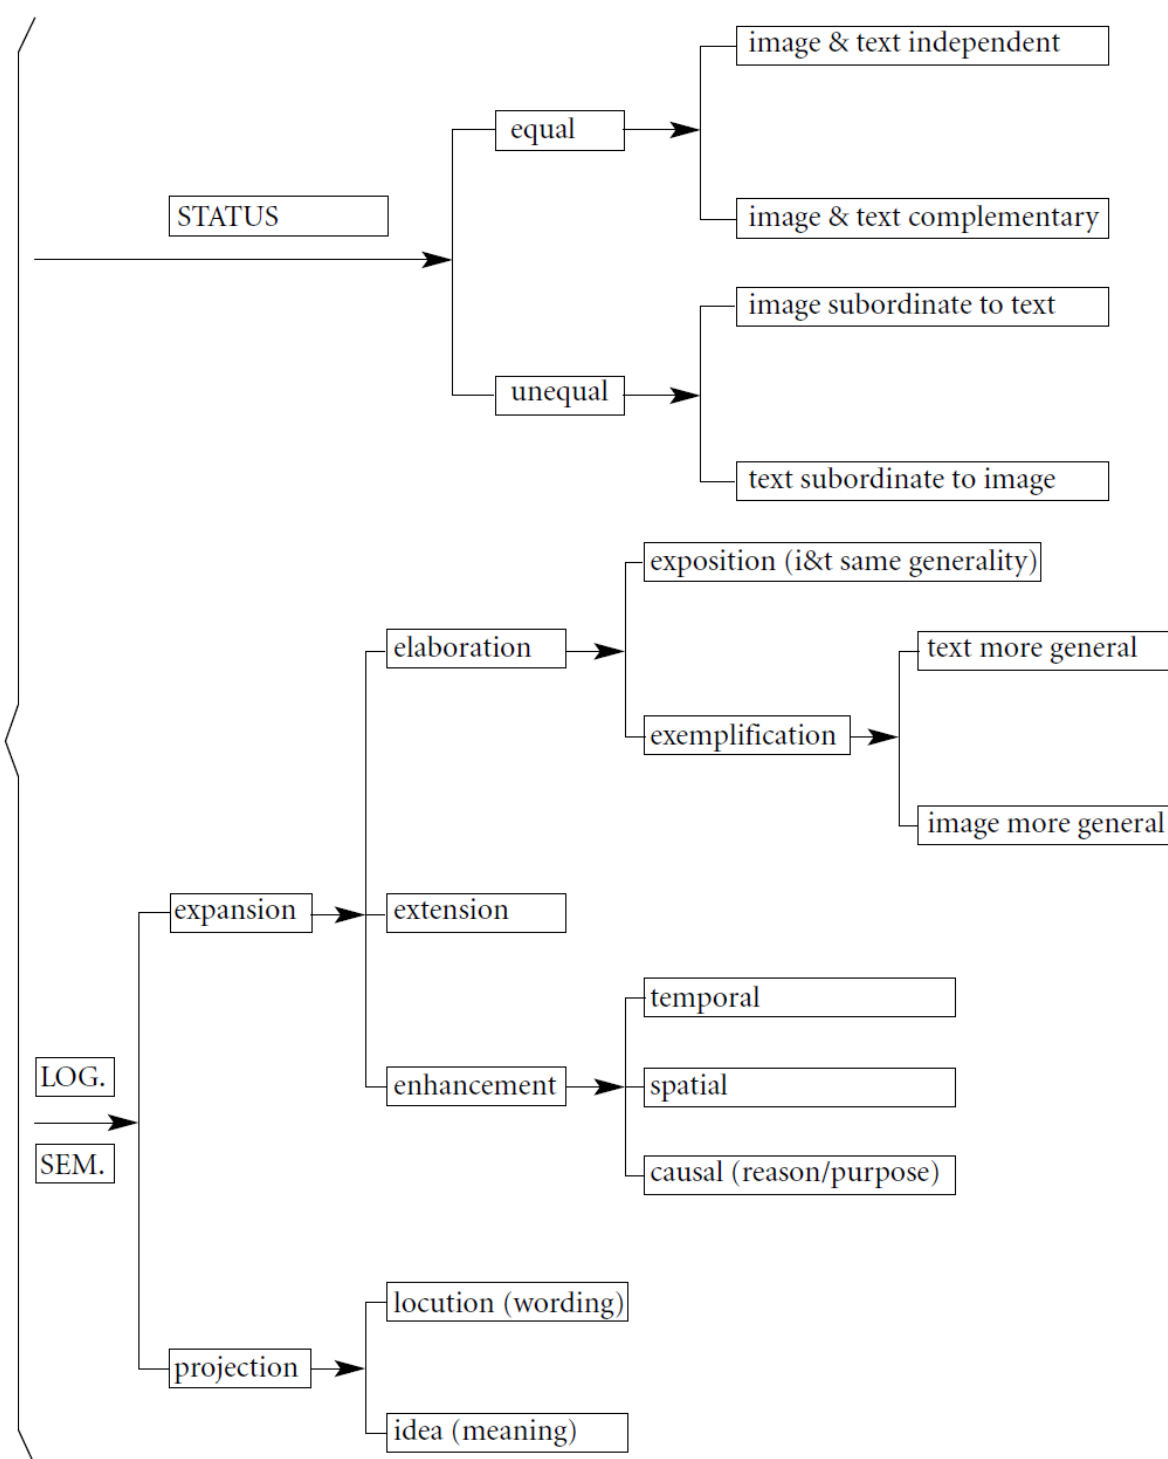 image & text independent
equal
STATUS
image & text complementary
image subordinate to text
unequal
text subordinate to image
exposition (i&t same generality)
elaboration
text more general
exemplification
image more general
expansion
extension
temporal
LOG.
enhancement
spatial
SEM.
causal (reason/purpose)
locution (wording)
projection
idea (meaning)